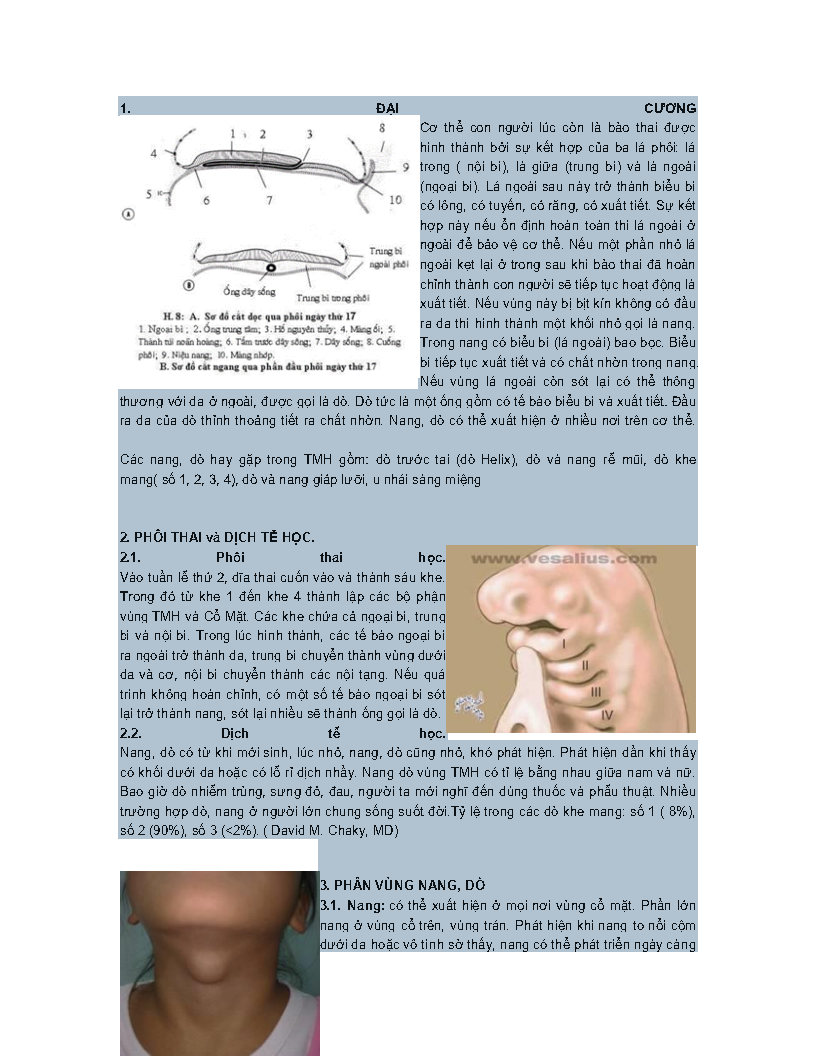 1. ĐẠI CƯƠNG
1 2 3 8
4
9
5
6 7 10
A
Trung bì
ngoài phôi
B
Ống dây sống
Trung bì trong phôi
H. 8: A. Sơ đồ cắt dọc qua phôi ngày thứ 17
1. Ngoại bì ; 2. Ống trung tâm; 3. Hố nguyên thủy; 4. Màng ối; 5.
Thành túi noãn hoàng; 6. Tấm trước dây sống; 7. Dây sống; 8. Cuống
phôi; 9. Niệu nang; 10. Màng nhớp.
B. Sơ đồ cắt ngang qua phần đầu phôi ngày thứ 17
Cơ thể con người lúc còn là bào thai được
hình thành bởi sự kết hợp của ba lá phôi: lá
trong ( nội bì), lá giữa (trung bì) và lá ngoài
(ngoại bì). Lá ngoài sau này trở thành biểu bì
có lông, có tuyến, có răng, có xuất tiết. Sự kết
hợp này nếu ổn định hoàn toàn thì lá ngoài ở
ngoài để bảo vệ cơ thể. Nếu một phần nhỏ lá
ngoài kẹt lại ở trong sau khi bào thai đã hoàn
chỉnh thành con người sẽ tiếp tục hoạt động là
xuất tiết. Nếu vùng này bị bịt kín không có đầu
ra da thì hình thành một khối nhỏ gọi là nang.
Trong nang có biểu bì (lá ngoài) bao bọc. Biểu
bì tiếp tục xuất tiết và có chất nhờn trong nang.
Nếu vùng lá ngoài còn sót lại có thể thông
thương với da ở ngoài, được gọi là dò. Dò tức là một ống gồm có tế bào biểu bì và xuất tiết. Đầu
ra da của dò thỉnh thoảng tiết ra chất nhờn. Nang, dò có thể xuất hiện ở nhiều nơi trên cơ thể.
Các nang, dò hay gặp trong TMH gồm: dò trước tai (dò Helix), dò và nang rễ mũi, dò khe
mang( số 1, 2, 3, 4), dò và nang giáp lưỡi, u nhái sàng miệng
2. PHÔI THAI và DỊCH TỄ HỌC.
2.1. Phôi thai học.
Vào tuần lễ thứ 2, dĩa thai cuốn vào và thành sáu khe.
Trong đó từ khe 1 đến khe 4 thành lập các bộ phận
vùng TMH và Cổ Mặt. Các khe chứa cả ngoại bì, trung
bì và nội bì. Trong lúc hình thành, các tế bào ngoại bì
ra ngoài trở thành da, trung bì chuyển thành vùng dưới
da và cơ, nội bì chuyển thành các nội tạng. Nếu quá
trình không hoàn chỉnh, có một số tế bào ngoại bì sót
lại trở thành nang, sót lại nhiều sẽ thành ống gọi là dò.
www.vesalius.com
I
II
III
IV
2.2. Dịch tễ học.
Nang, dò có từ khi mới sinh, lúc nhỏ, nang, dò cũng nhỏ, khó phát hiện. Phát hiện dần khi thấy
có khối dưới da hoặc có lỗ rỉ dịch nhầy. Nang dò vùng TMH có tỉ lệ bằng nhau giữa nam và nữ.
Bao giờ dò nhiễm trùng, sưng đỏ, đau, người ta mới nghĩ đến dùng thuốc và phẫu thuật. Nhiều
trường hợp dò, nang ở người lớn chung sống suốt đời.Tỷ lệ trong các dò khe mang: số 1 ( 8%),
số 2 (90%), số 3 (<2%). ( David M. Chaky, MD)
3. PHÂN VÙNG NANG, DÒ
3.1. Nang: có thể xuất hiện ở mọi nơi vùng cổ mặt. Phần lớn
nang ở vùng cổ trên, vùng trán. Phát hiện khi nang to nổi cộm
dưới da hoặc vô tình sờ thấy, nang có thể phát triển ngày càng